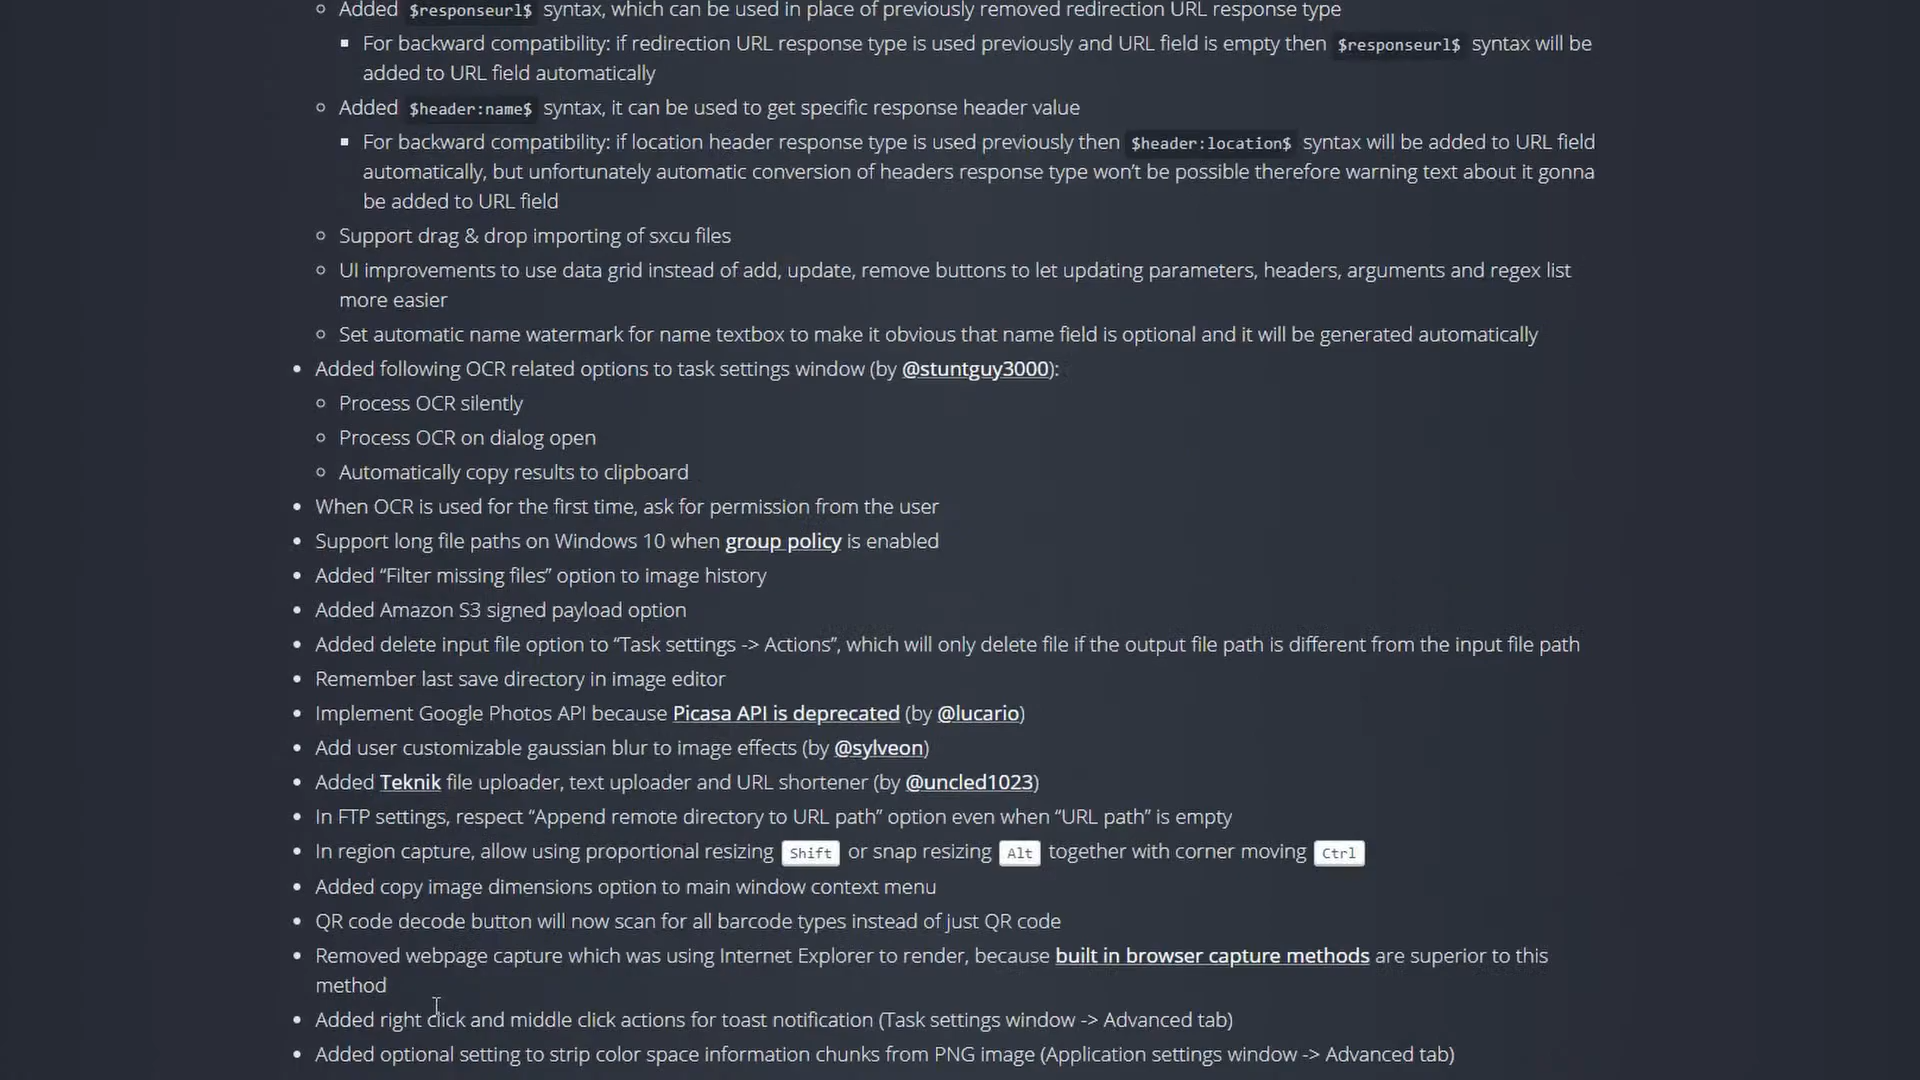 Added $responseurl$ syntax, which can be used in place of previously removed redirection URL response type
For backward compatibility: if redirection URL response type is used previously and URL field is empty then $responseurl$ syntax will be
added to URL field automatically
Added $header:name$ syntax, it can be used to get specific response header value
For backward compatibility: if location header response type is used previously then $header:location$ syntax will be added to URL field
automatically, but unfortunately automatic conversion of headers response type won’t be possible therefore warning text about it gonna
be added to URL field
Support drag & drop importing of sxcu files
UI improvements to use data grid instead of add, update, remove buttons to let updating parameters, headers, arguments and regex list
more easier
Set automatic name watermark for name textbox to make it obvious that name field is optional and it will be generated automatically
Added following OCR related options to task settings window (by @stuntguy3000):
Process OCR silently
Process OCR on dialog open
Automatically copy results to clipboard
When OCR is used for the first time, ask for permission from the user
Support long file paths on Windows 10 when group policy is enabled
Added “Filter missing files” option to image history
Added Amazon S3 signed payload option
Added delete input file option to “Task settings -> Actions”, which will only delete file if the output file path is different from the input file path
Remember last save directory in image editor
Implement Google Photos API because Picasa API is deprecated (by @lucario)
Add user customizable gaussian blur to image effects (by @sylveon)
Added Teknik file uploader, text uploader and URL shortener (by @uncled1023)
In FTP settings, respect “Append remote directory to URL path” option even when “URL path” is empty
In region capture, allow using proportional resizing Shift or snap resizing Alt together with corner moving Ctrl
Added copy image dimensions option to main window context menu
QR code decode button will now scan for all barcode types instead of just QR code
Removed webpage capture which was using Internet Explorer to render, because built in browser capture methods are superior to this
method
Added right click and middle click actions for toast notification (Task settings window -> Advanced tab)
Added optional setting to strip color space information chunks from PNG image (Application settings window -> Advanced tab)